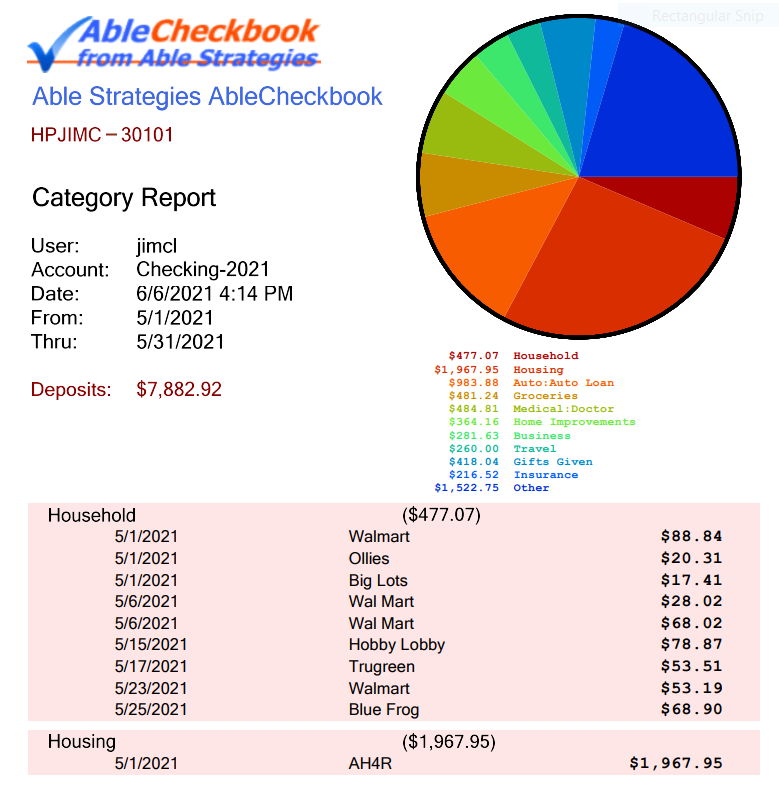 Rectangular Snip
AbleCheckbook
from Able Strategies
Able Strategies AbleCheckbook
HPJIMC – 30101
Category Report
User: jimcl
Account: Checking-2021
Date: 6/6/2021 4:14 PM
From: 5/1/2021
Thru: 5/31/2021
Deposits: $7,882.92
$477.07 Household
$1,967.95 Housing
$983.88 Auto:Auto Loan
$481.24 Groceries
$484.81 Medical:Doctor
$364.16 Home Improvements
$281.63 Business
$260.00 Travel
$418.04 Gifts Given
$216.52 Insurance
$1,522.75 Other
Household ($477.07)
5/1/2021 Walmart $88.84
5/1/2021 Ollies $20.31
5/1/2021 Big Lots $17.41
5/6/2021 Wal Mart $28.02
5/6/2021 Wal Mart $68.02
5/15/2021 Hobby Lobby $78.87
5/17/2021 Trugreen $53.51
5/23/2021 Walmart $53.19
5/25/2021 Blue Frog $68.90
Housing ($1,967.95)
5/1/2021 AH4R $1,967.95